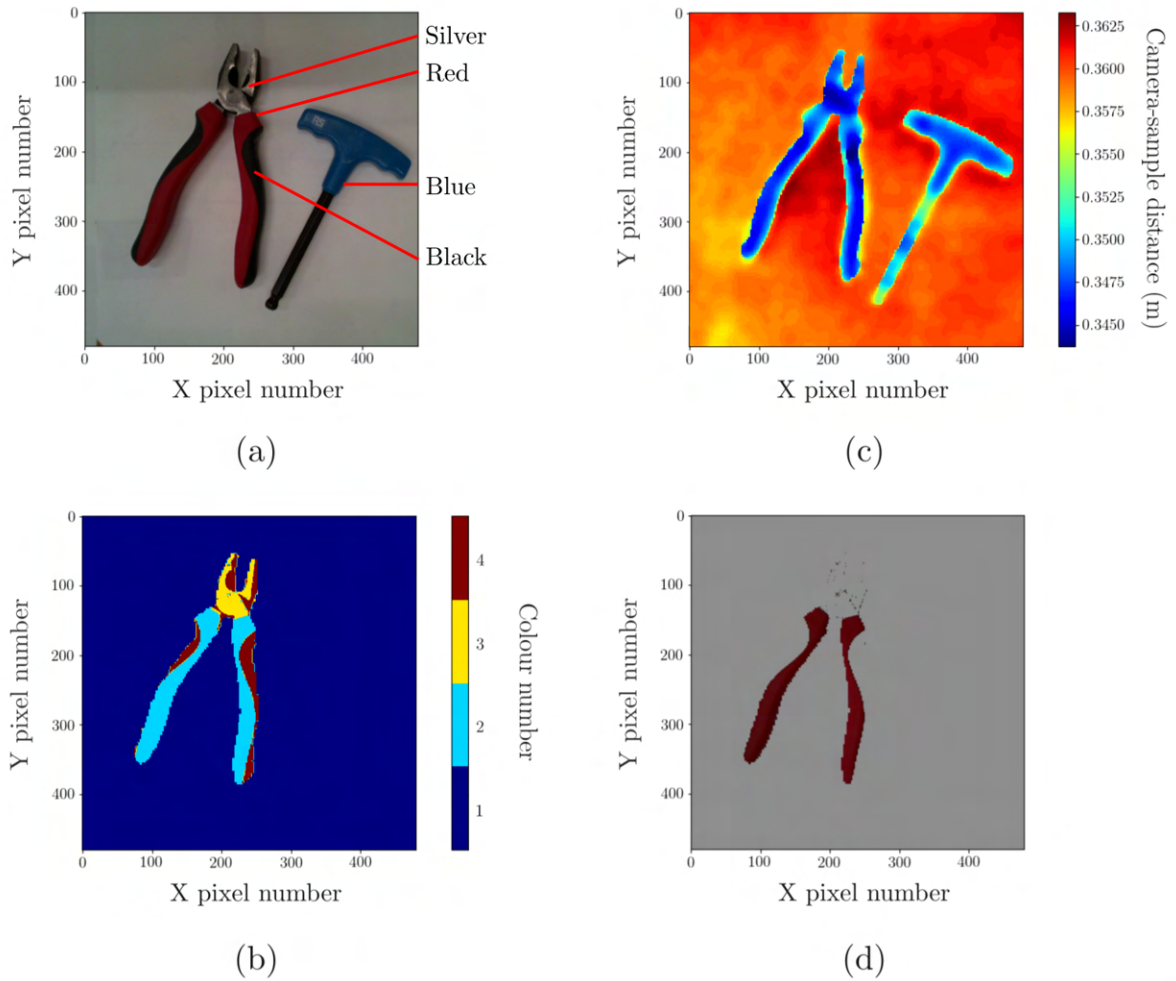 0
100
200
300
400
0
100
200
300
400
Y pixel number
X pixel number
RS
Silver
Red
Blue
Black
(a)
0
100
200
300
400
0
100
200
300
400
Y pixel number
X pixel number
0.3625
0.3600
0.3575
0.3550
0.3525
0.3500
0.3475
0.3450
Camera-sample distance (m)
(c)
0
100
200
300
400
0
100
200
300
400
Y pixel number
X pixel number
4
3
2
1
Colour number
(b)
0
100
200
300
400
0
100
200
300
400
Y pixel number
X pixel number
(d)